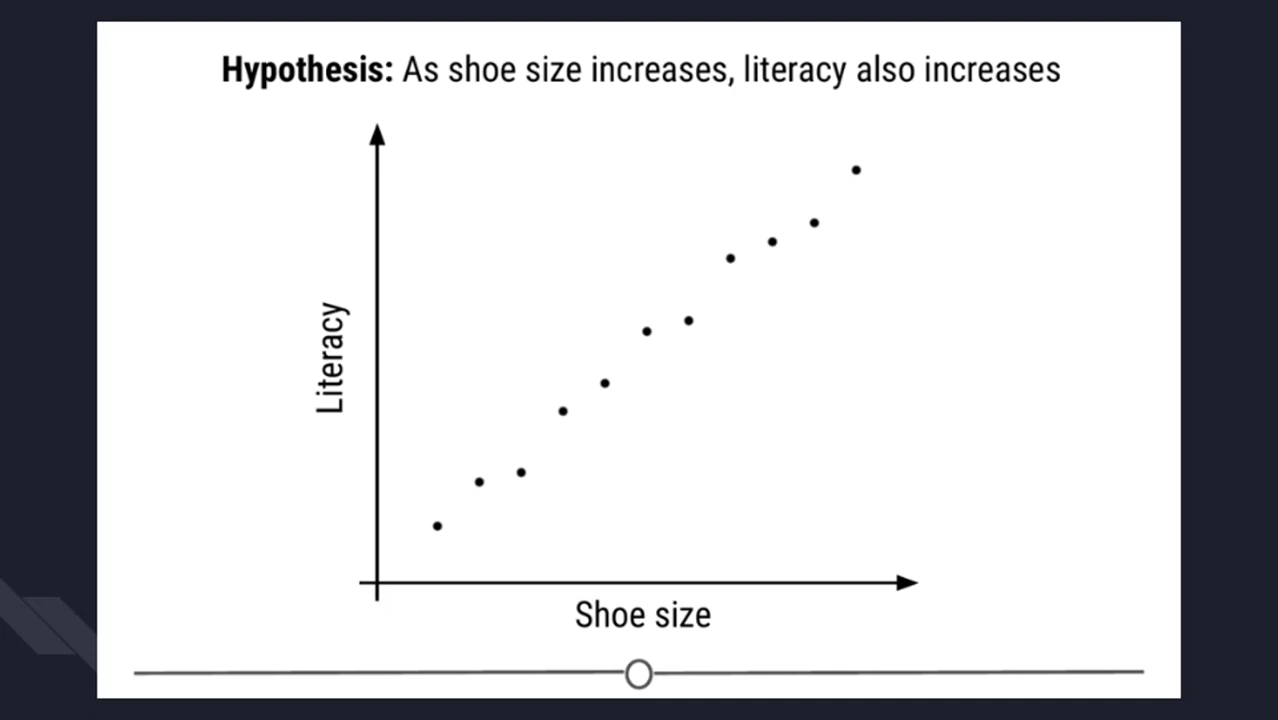 Hypothesis: As shoe size increases, literacy also increases
Literacy
Shoe size